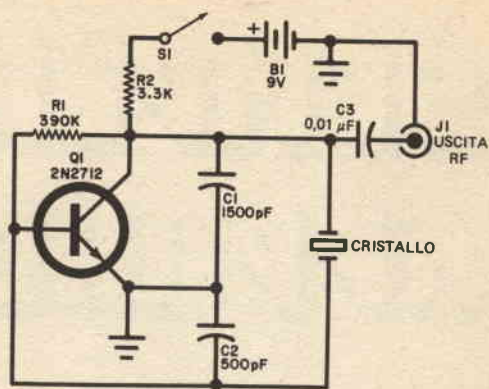 S1
+
B1
9V
R2
3.3K
R1
390K
C3
0,01 µF
J1
USCITA
RF
Q1
2N2712
C1
1500pF
CRISTALLO
C2
500pF